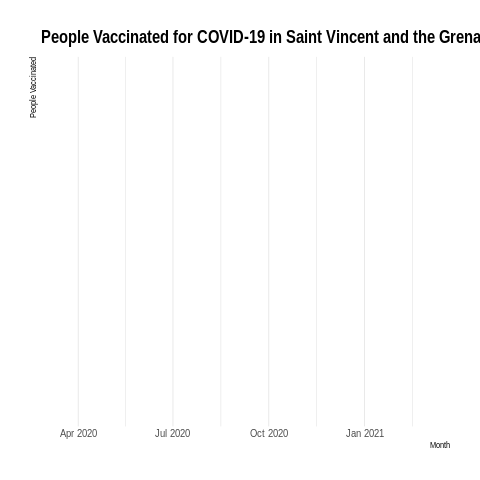 People Vaccinated for COVID-19 in Saint Vincent and the Grena
People Vaccinated
Apr 2020 Jul 2020 Oct 2020 Jan 2021
Month